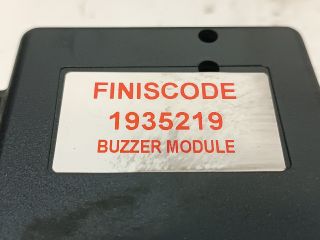 FINISCODE
1935219
BUZZER MODULE